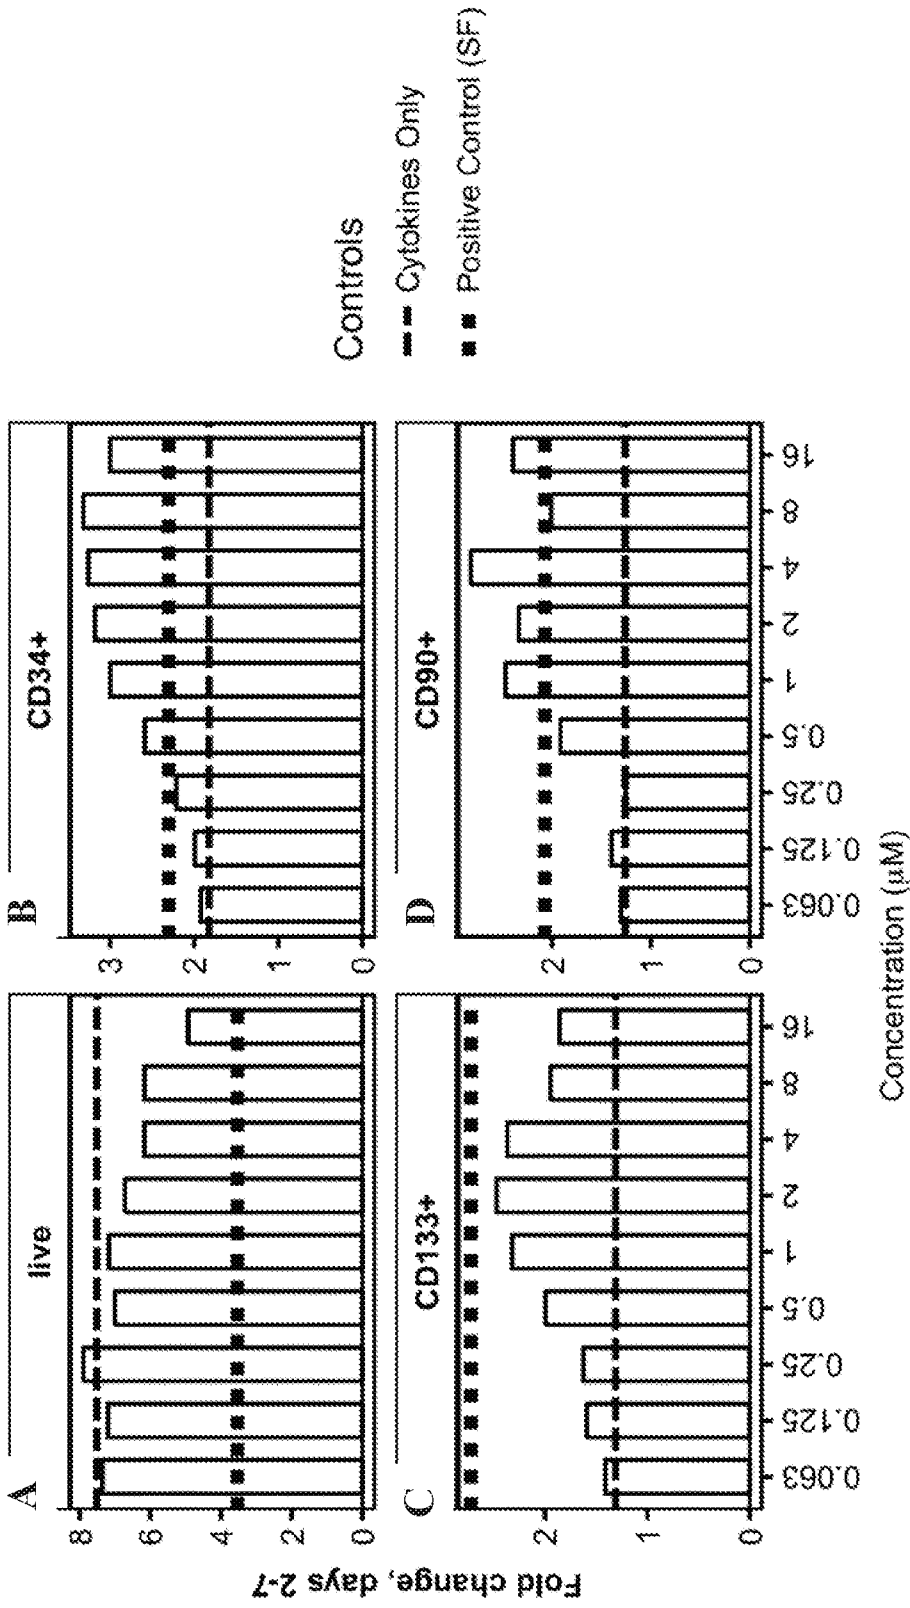 A
live
8
6
4
2
0
B
CD34+
3
2
1
0
C
CD133+
2
1
0
0.063
0.125
0.25
0.5
1
2
4
8
16
D
CD90+
2
1
0
0.063
0.125
0.25
0.5
1
2
4
8
16
Fold change, days 2-7
Concentration (μM)
Controls
Cytokines Only
Positive Control (SF)